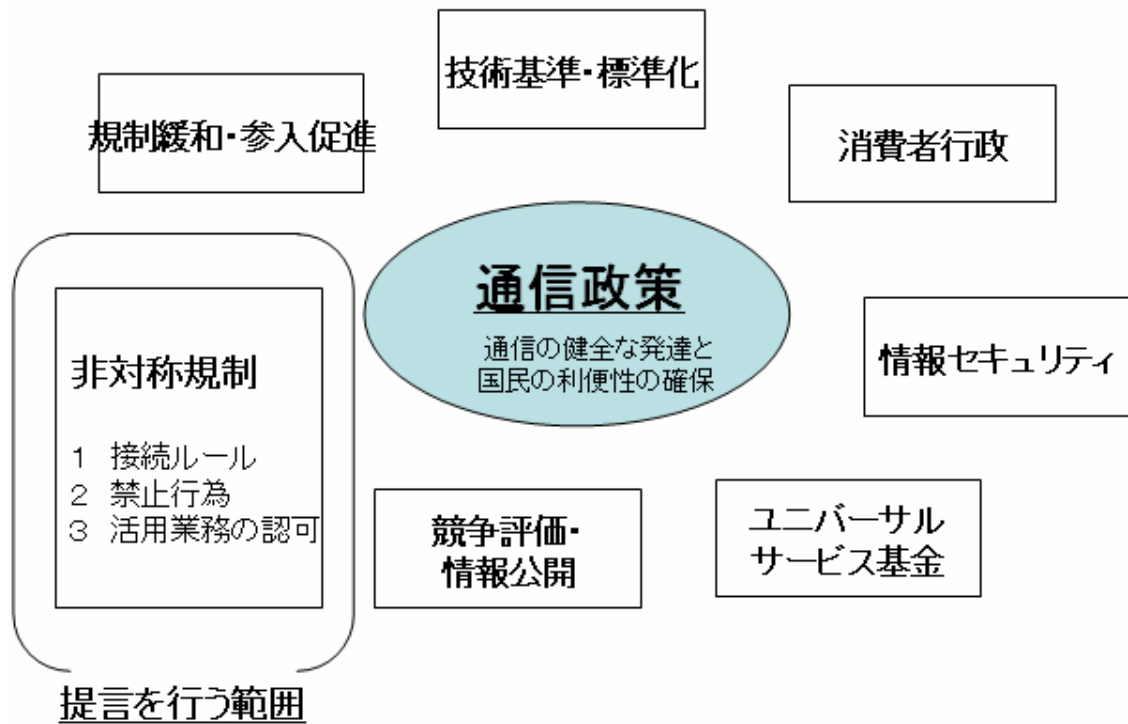 技術基準・標準化
規制緩和・参入促進
消費者行政
通信政策
通信の健全な発達と
国民の利便性の確保
非対称規制
1 接続ルール
2 禁止行為
3 活用業務の認可
情報セキュリティ
競争評価・
情報公開
ユニバーサル
サービス基金
提言を行う範囲